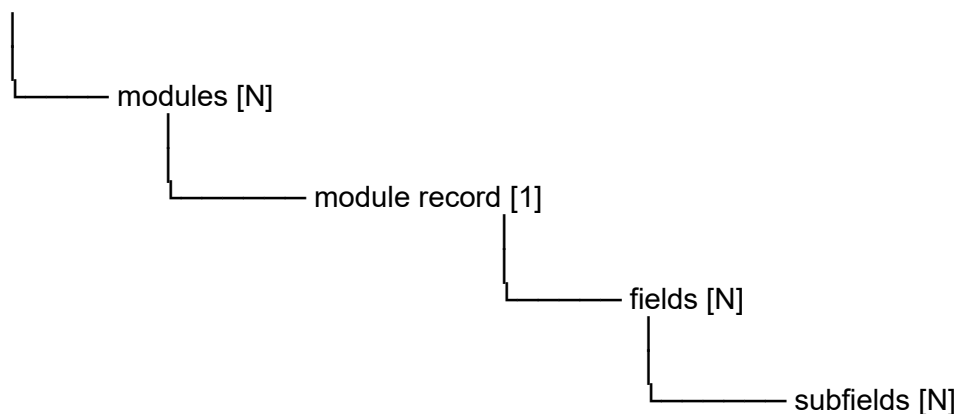 modules [N]
module record [1]
fields [N]
subfields [N]